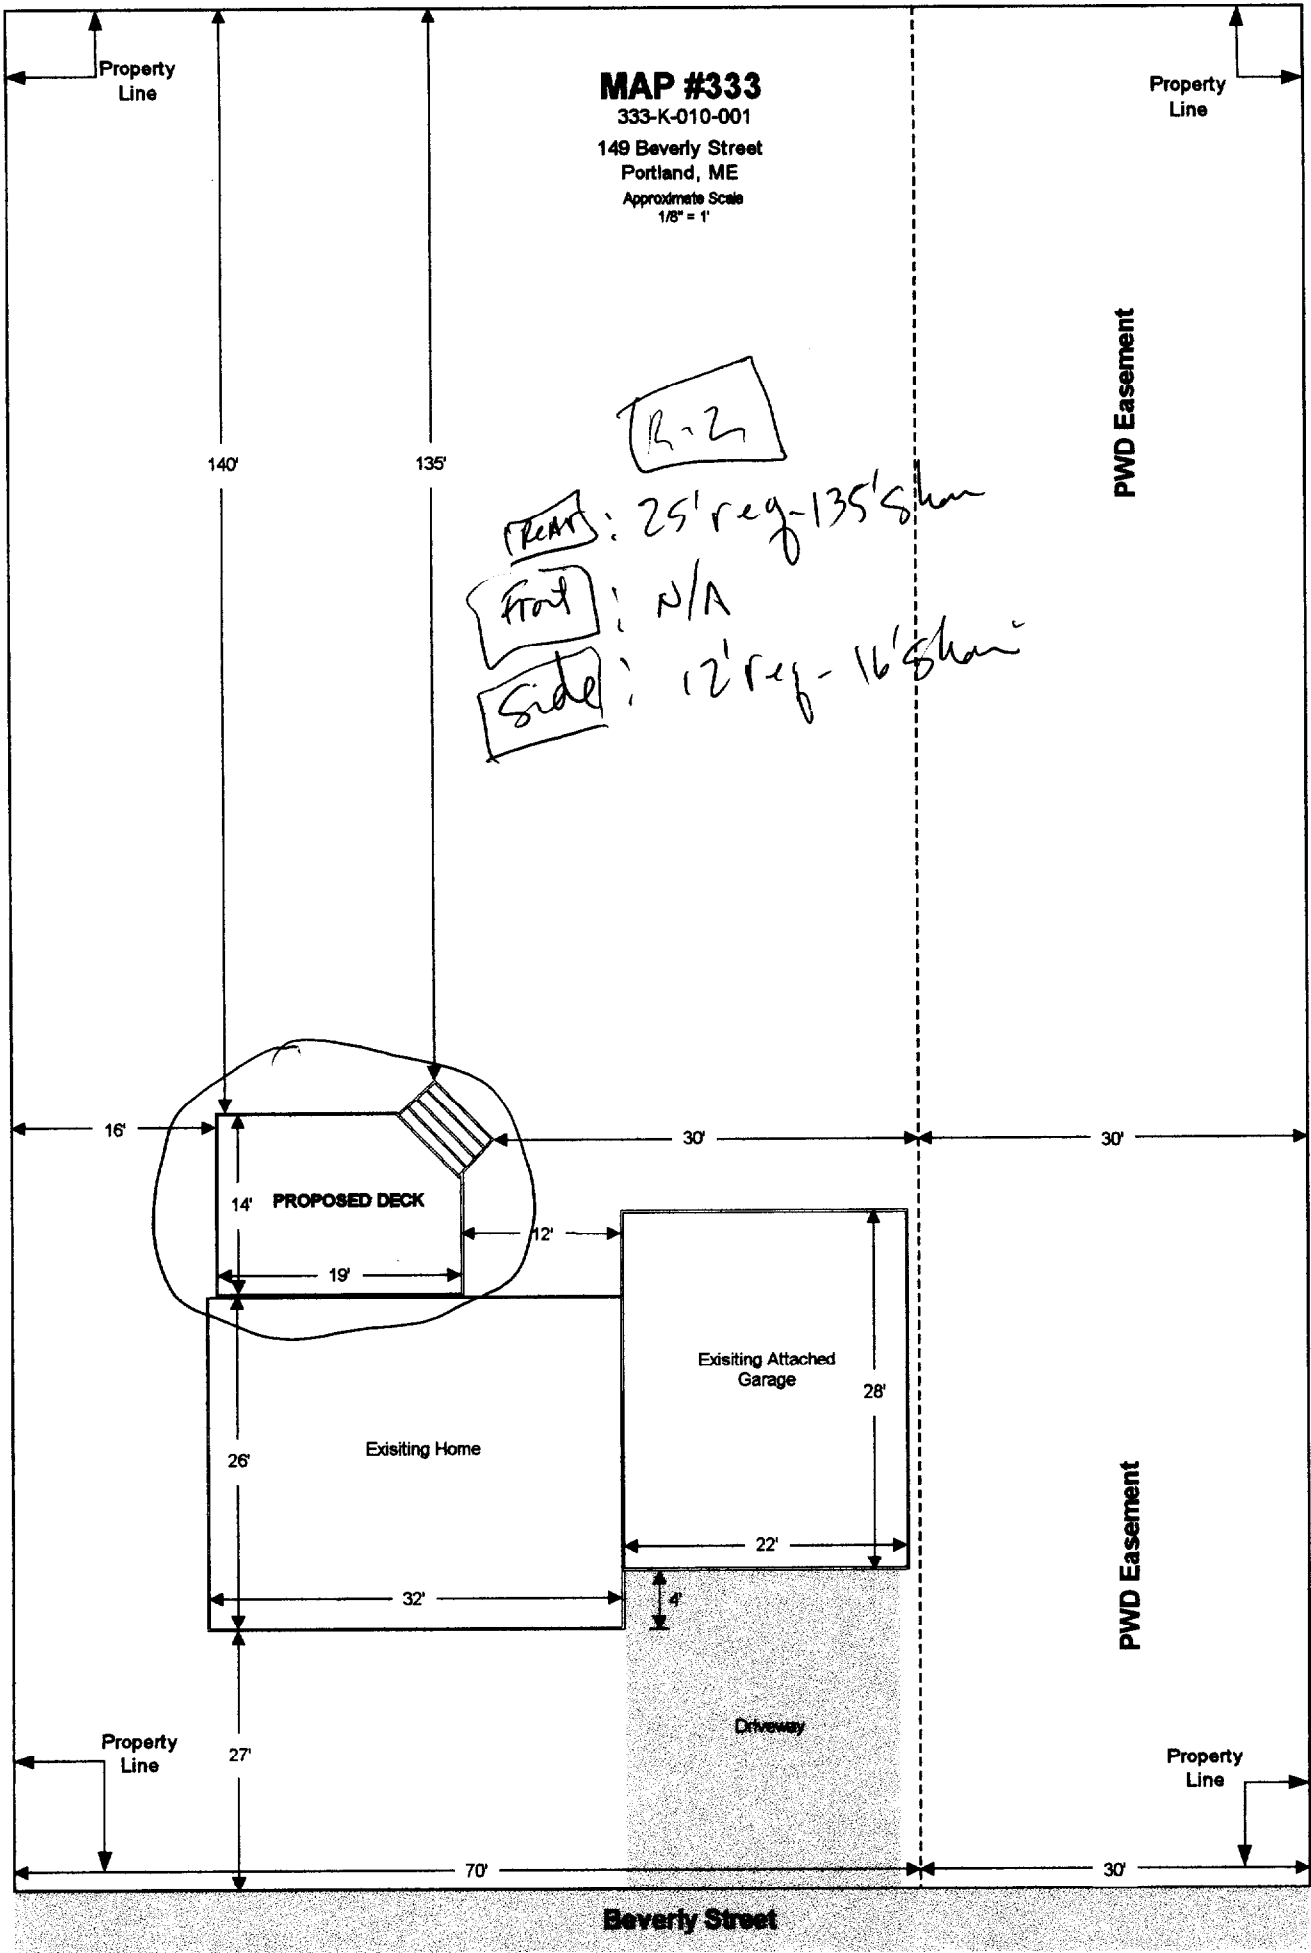 Property
Line
MAP #333
333-K-010-001
149 Beverly Street
Portland, ME
Approximate Scale
1/8" = 1'
Property
Line
PWD Easement
R-2
140'
135'
Rear: 25' req - 135' shown
Front: N/A
Side: 12' req - 16' shown
16'
30'
30'
14'
PROPOSED DECK
12'
19'
Exisiting Attached
Garage
28'
26'
Exisiting Home
22'
32'
4'
PWD Easement
Driveway
Property
Line
27'
Property
Line
70'
30'
Beverly Street